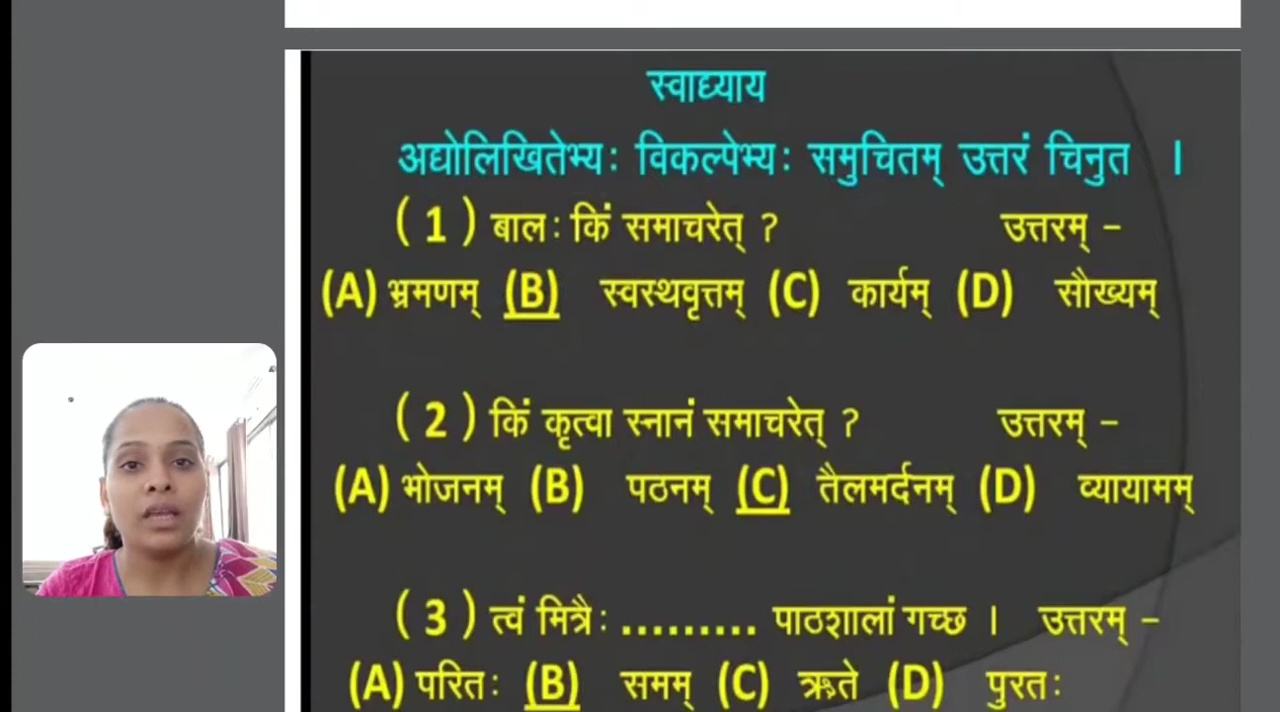 स्वाद्याय
अद्योलिखितेभ्यः विकल्पेभ्यः समुचितम् उत्तरं चिनुत ।
( 1 ) बालः किं समाचरेत् ? उत्तरम् –
(A) भ्रमणम् (B) स्वस्थवृत्तम् (C) कार्यम् (D) सौख्यम्
( 2 ) किं कृत्वा स्नानं समाचरेत् ? उत्तरम् –
(A) भोजनम् (B) पठनम् (C) तैलमर्दनम् (D) व्यायामम्
( 3 ) त्वं मित्रैः ......... पाठशालां गच्छ । उत्तरम् –
(A) परितः (B) समम् (C) ऋते (D) पुरतः